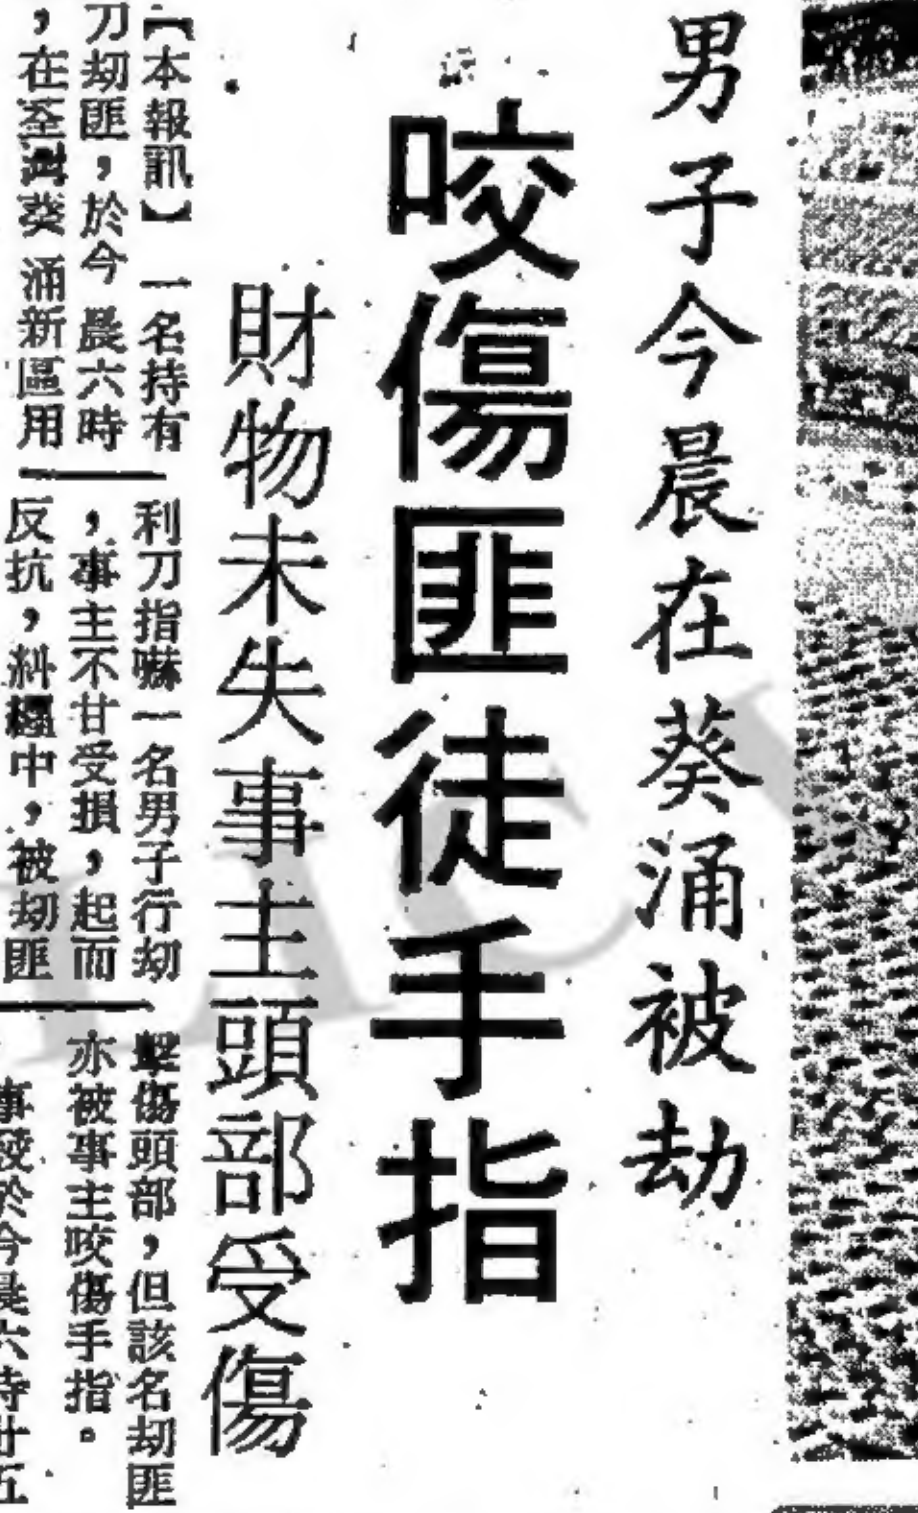 男子今晨在葵涌被劫
咬傷匪徒手指
財物未失事主頭部受傷
【本報訊】一名持有
刀劫匪，於今晨六時
，在荃灣葵涌新區用
利刀指嚇一名男子行劫
，事主不甘受損，起而
反抗，糾纏中，被劫匪
擊傷頭部，但該名劫匪
亦被事主咬傷手指。
事發於今晨六時廿五